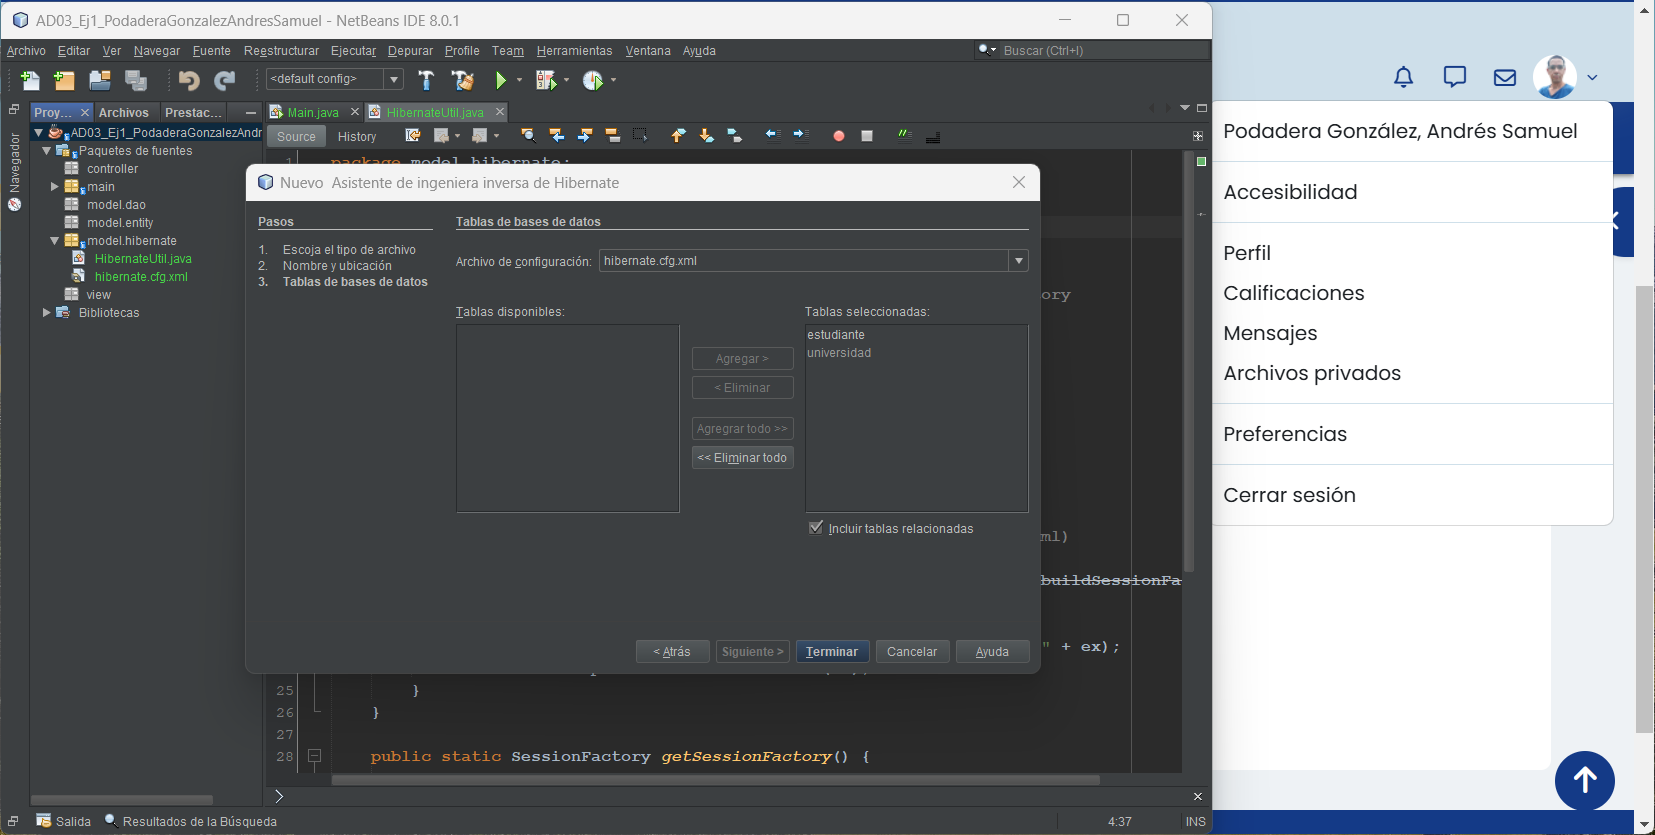 AD03_Ej1_PodaderaGonzalezAndresSamuel - NetBeans IDE 8.0.1
Archivo Editar Ver Navegar Fuente Reestructurar Ejecutar Depurar Profile Team Herramientas Ventana Ayuda
Buscar (Ctrl+I)
<default config>
Proy... Archivos Prestac...
Main.java HibernateUtil.java
Navegador
AD03_Ej1_PodaderaGonzalezAndr
Paquetes de fuentes
controller
main
model.dao
model.entity
model.hibernate
HibernateUtil.java
hibernate.cfg.xml
view
Bibliotecas
Source History
1 package model.hibernate;
Nuevo Asistente de ingeniera inversa de Hibernate
Pasos
1. Escoja el tipo de archivo
2. Nombre y ubicación
3. Tablas de bases de datos
Tablas de bases de datos
Archivo de configuración: hibernate.cfg.xml
Tablas disponibles:
Agregar >
< Eliminar
Agregrar todo >>
<< Eliminar todo
Tablas seleccionadas:
estudiante
universidad
Incluir tablas relacionadas
< Atrás Siguiente > Terminar Cancelar Ayuda
ory
ml)
buildSessionFa
" + ex);
25 }
26 }
27
28 public static SessionFactory getSessionFactory() {
Salida Resultados de la Búsqueda
4:37 INS
Podadera González, Andrés Samuel
Accesibilidad
Perfil
Calificaciones
Mensajes
Archivos privados
Preferencias
Cerrar sesión